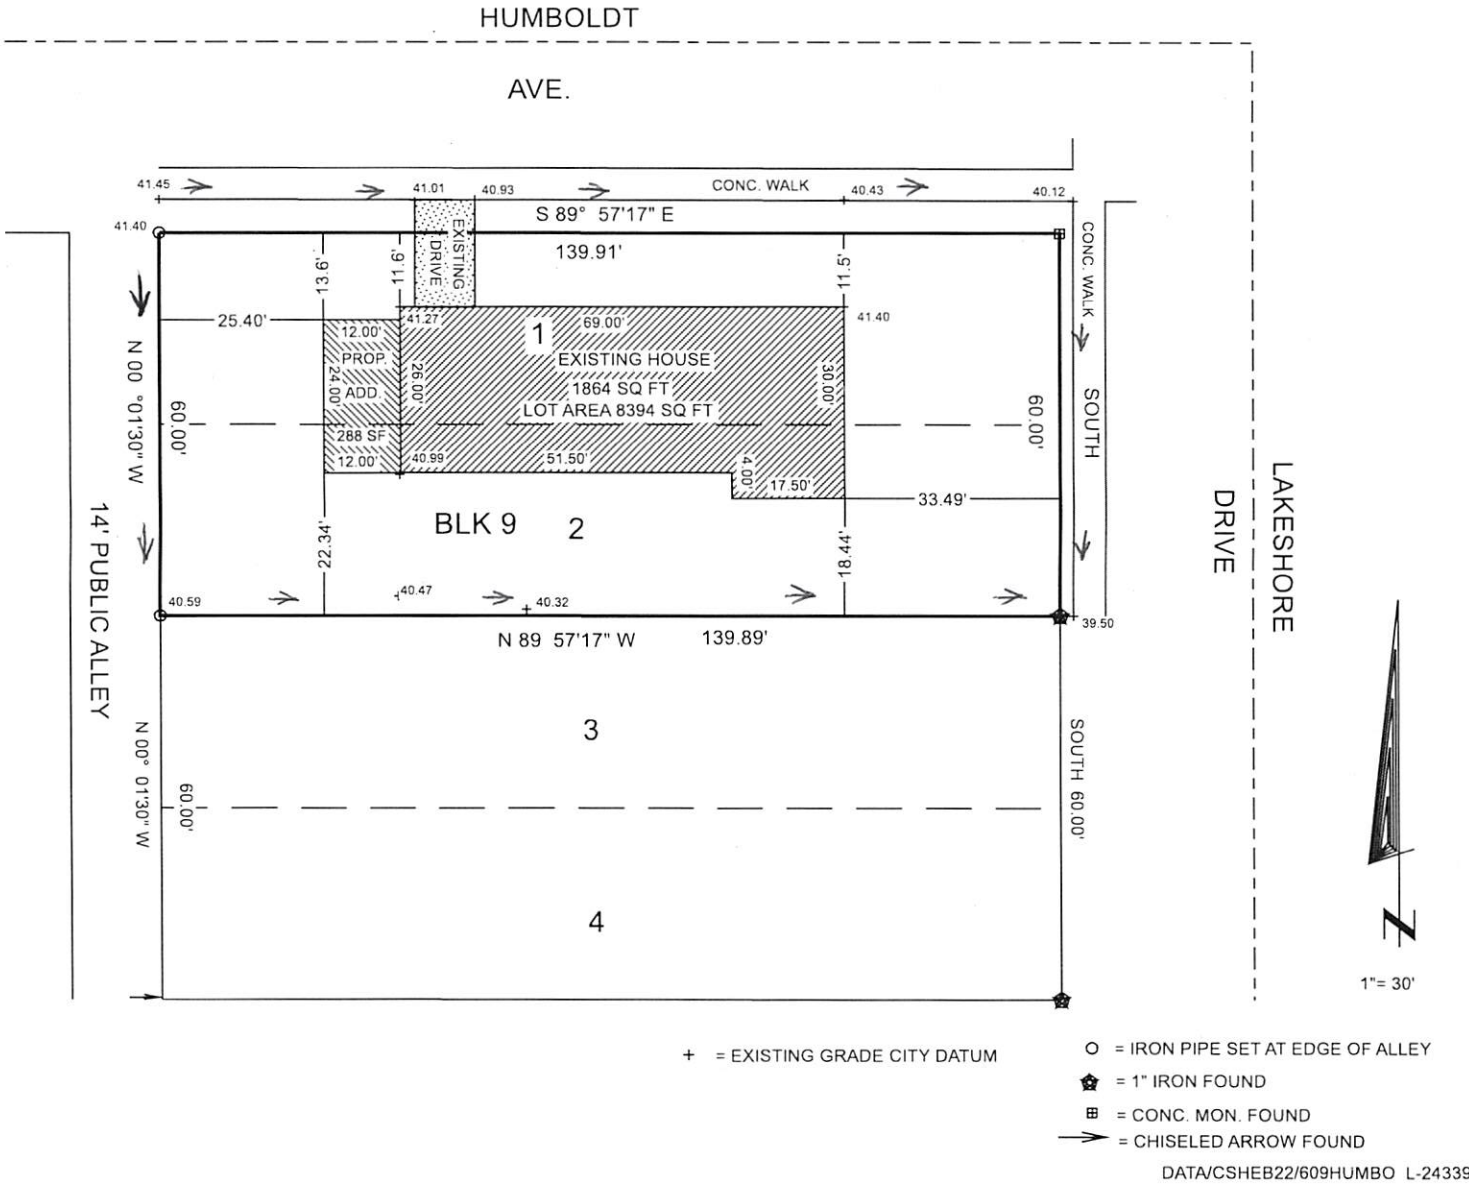 HUMBOLDT
AVE.
41.45
41.01
40.93
CONC. WALK
40.43
40.12
S 89° 57'17" E
41.40
139.91'
EXISTING
DRIVE
13.6'
11.6'
11.5'
CONC. WALK
25.40'
12.00'
41.27
1
69.00'
41.40
PROP.
EXISTING HOUSE
24.00'
26.00'
30.00'
ADD.
1864 SQ FT
LOT AREA 8394 SQ FT
N 00 °01'30" W
60.00'
60.00'
SOUTH
288 SF
12.00'
40.99
51.50'
4.00'
17.50'
33.49'
BLK 9
2
22.34'
18.44'
LAKESHORE
DRIVE
14' PUBLIC ALLEY
40.59
40.47
40.32
39.50
N 89 57'17" W
139.89'
3
N 00° 01'30" W
60.00'
SOUTH 60.00'
4
N
1"= 30'
+ = EXISTING GRADE CITY DATUM
= IRON PIPE SET AT EDGE OF ALLEY
= 1" IRON FOUND
= CONC. MON. FOUND
= CHISELED ARROW FOUND
DATA/CSHEB22/609HUMBO L-24339